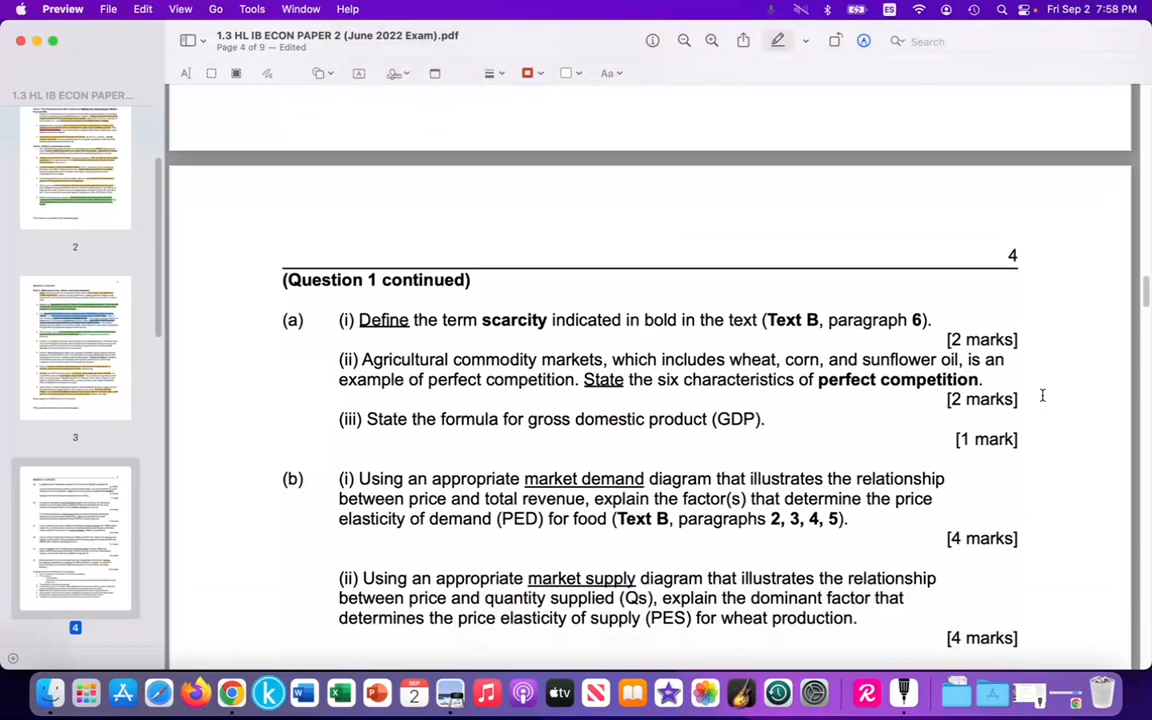 Preview File Edit View Go Tools Window Help ES Fri Sep 2 7:58 PM
1.3 HL IB ECON PAPER 2 (June 2022 Exam).pdf
Page 4 of 9 — Edited
Search
1.3 HL IB ECON PAPER...
2
3
4
4
(Question 1 continued)
(a) (i) Define the term scarcity indicated in bold in the text (Text B, paragraph 6).
[2 marks]
(ii) Agricultural commodity markets, which includes wheat, corn, and sunflower oil, is an
example of perfect competition. State the six characteristics of perfect competition.
[2 marks]
(iii) State the formula for gross domestic product (GDP).
[1 mark]
(b) (i) Using an appropriate market demand diagram that illustrates the relationship
between price and total revenue, explain the factor(s) that determine the price
elasticity of demand (PED) for food (Text B, paragraphs 2, 3, 4, 5).
[4 marks]
(ii) Using an appropriate market supply diagram that illustrates the relationship
between price and quantity supplied (Qs), explain the dominant factor that
determines the price elasticity of supply (PES) for wheat production.
[4 marks]
SEP
2
tv